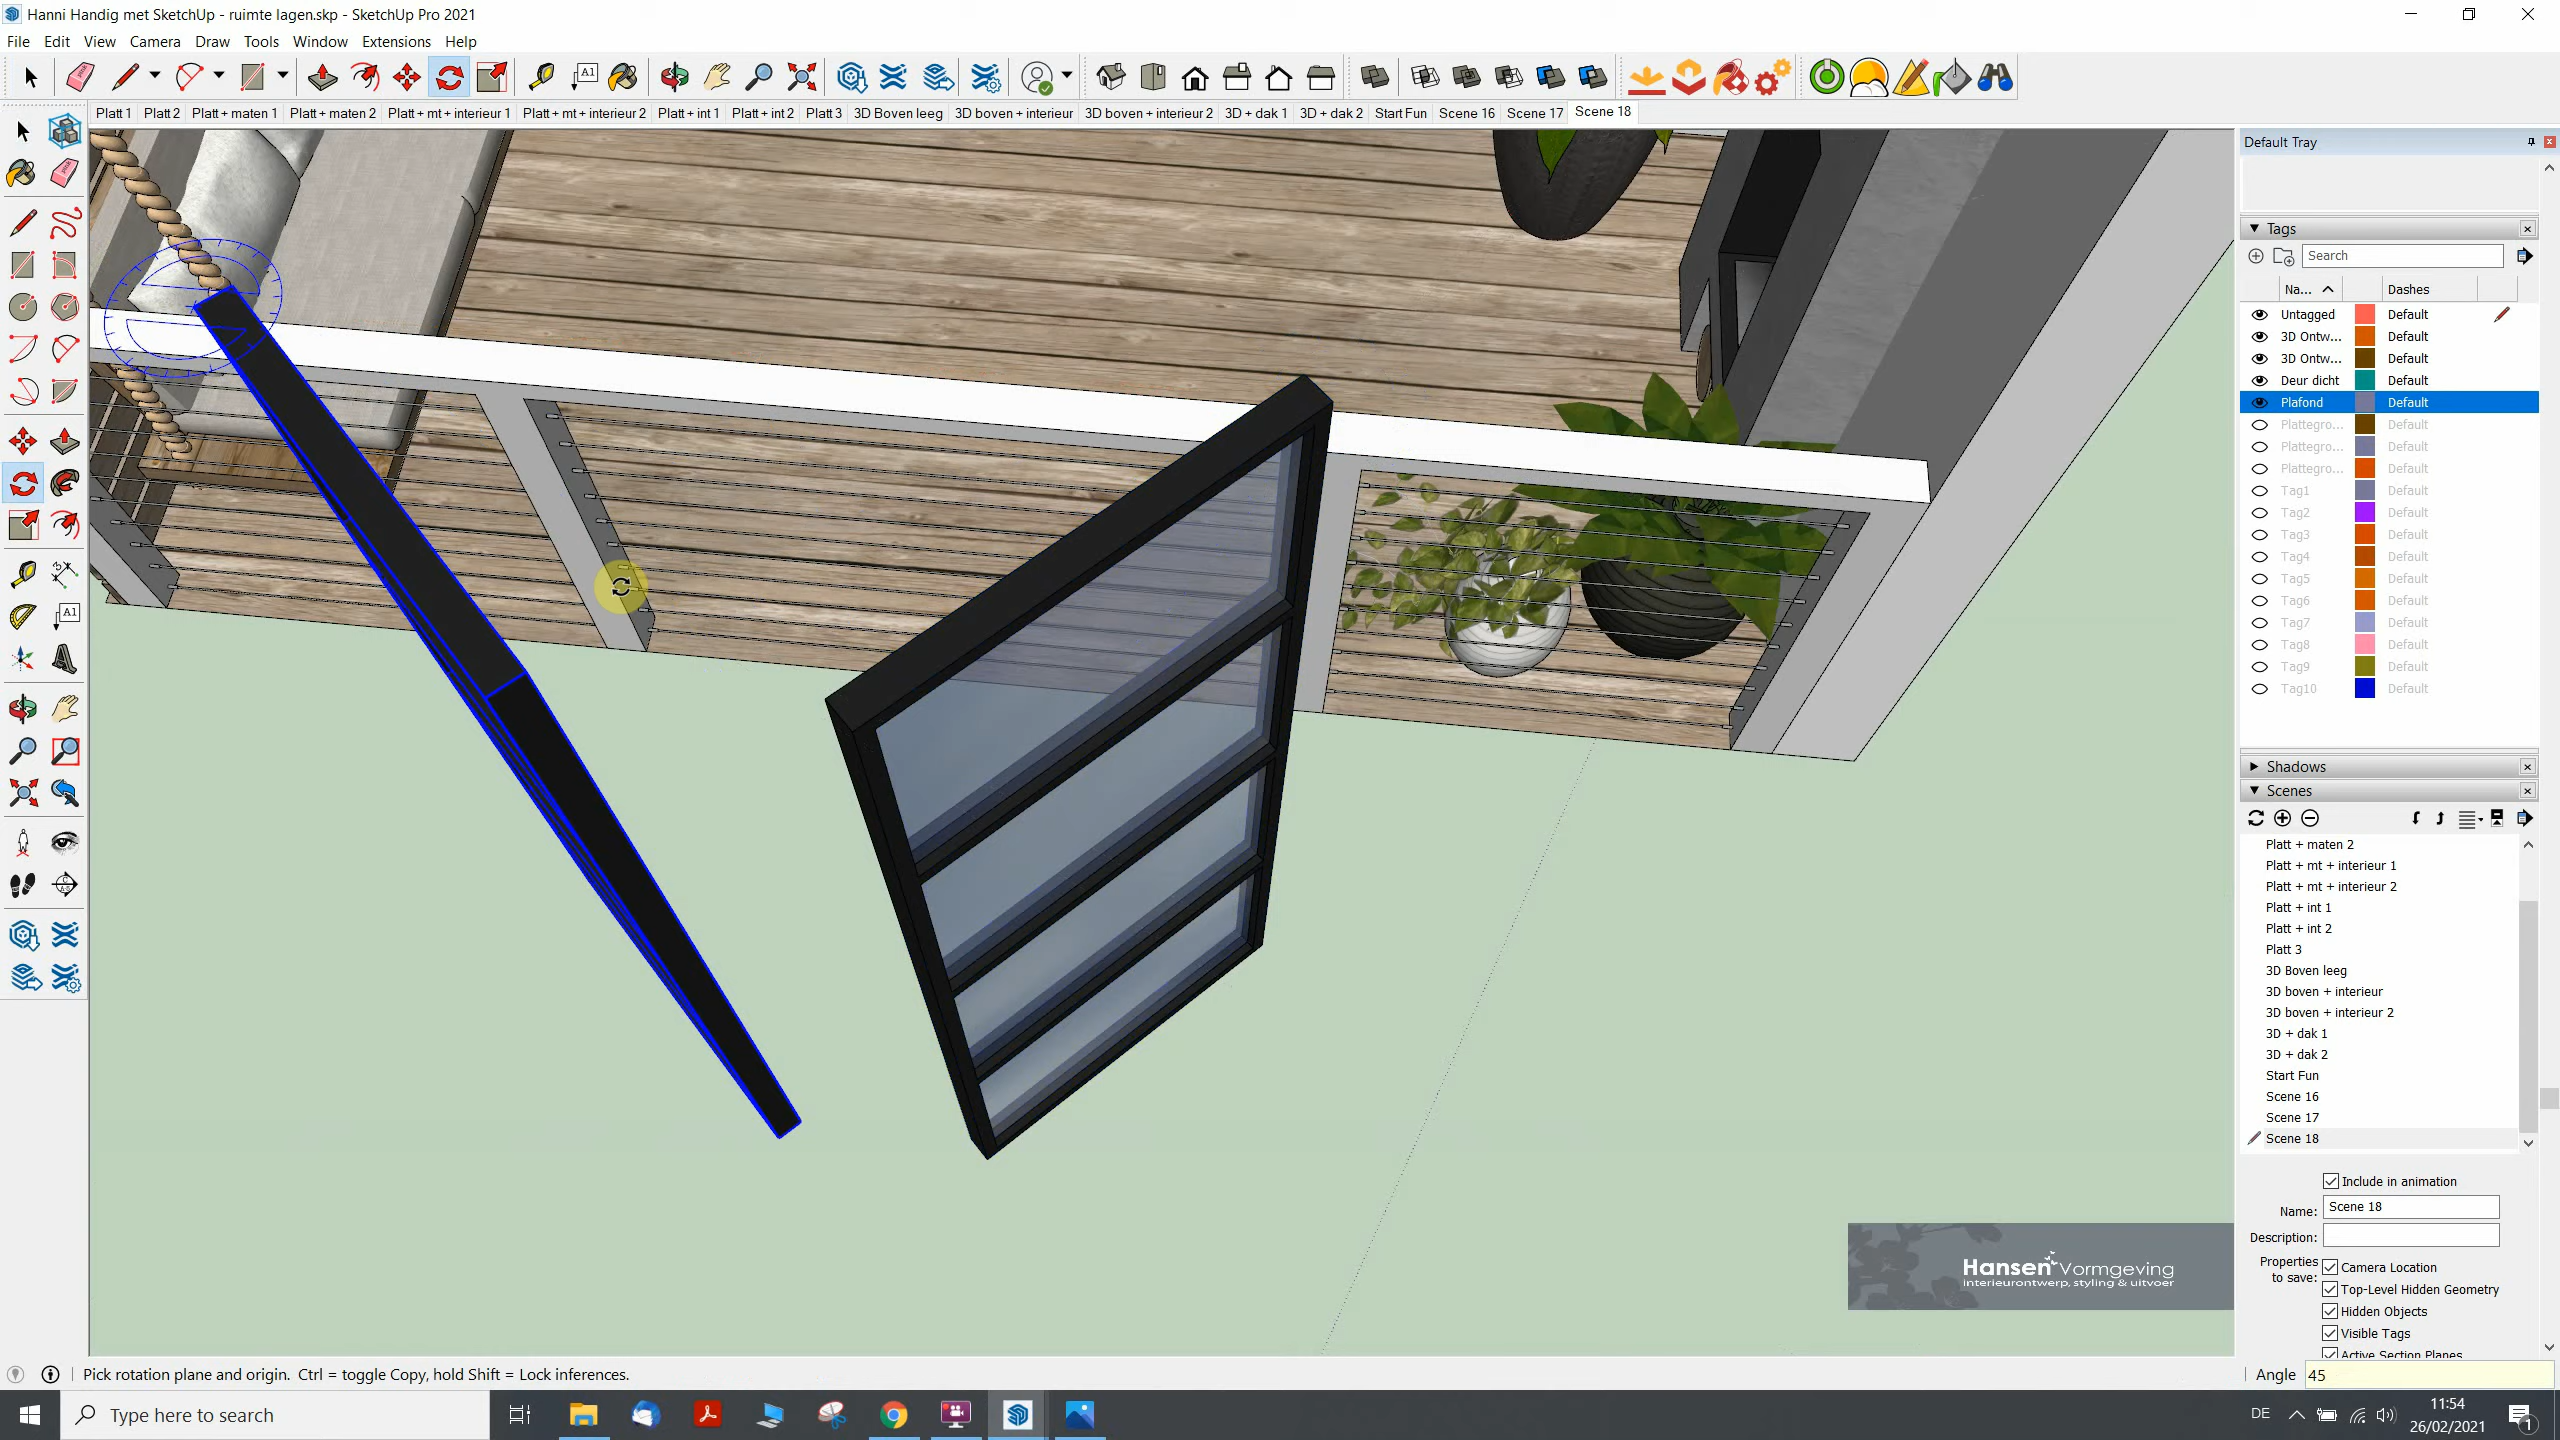 Hanni Handig met SketchUp - ruimte lagen.skp - SketchUp Pro 2021
File Edit View Camera Draw Tools Window Extensions Help
Platt 1 Platt 2 Platt + maten 1 Platt + maten 2 Platt + mt + interieur 1 Platt + mt + interieur 2 Platt + int 1 Platt + int 2 Platt 3 3D Boven leeg 3D boven + interieur 3D boven + interieur 2 3D + dak 1 3D + dak 2 Start Fun Scene 16 Scene 17 Scene 18
Default Tray
Tags
Search
Na... Dashes
Untagged Default
3D Ontw... Default
3D Ontw... Default
Deur dicht Default
Plafond Default
Plattegro... Default
Plattegro... Default
Plattegro... Default
Tag1 Default
Tag2 Default
Tag3 Default
Tag4 Default
Tag5 Default
Tag6 Default
Tag7 Default
Tag8 Default
Tag9 Default
Tag10 Default
Shadows
Scenes
Platt + maten 2
Platt + mt + interieur 1
Platt + mt + interieur 2
Platt + int 1
Platt + int 2
Platt 3
3D Boven leeg
3D boven + interieur
3D boven + interieur 2
3D + dak 1
3D + dak 2
Start Fun
Scene 16
Scene 17
Scene 18
Include in animation
Name: Scene 18
Description:
Properties to save:
Camera Location
Top-Level Hidden Geometry
Hidden Objects
Visible Tags
Active Section Planes
Hansen Vormgeving
interieurontwerp, styling & uitvoer
Pick rotation plane and origin. Ctrl = toggle Copy, hold Shift = Lock inferences.
Angle 45
Type here to search
DE
11:54
26/02/2021
1